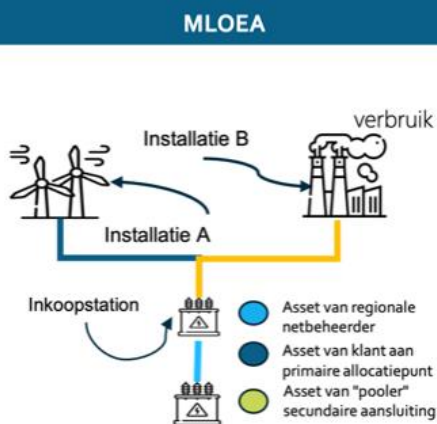 MLOEA
verbruik
Installatie B
Installatie A
Inkoopstation
Asset van regionale
netbeheerder
Asset van klant aan
primaire allocatiepunt
Asset van "pooler"
secundaire aansluiting